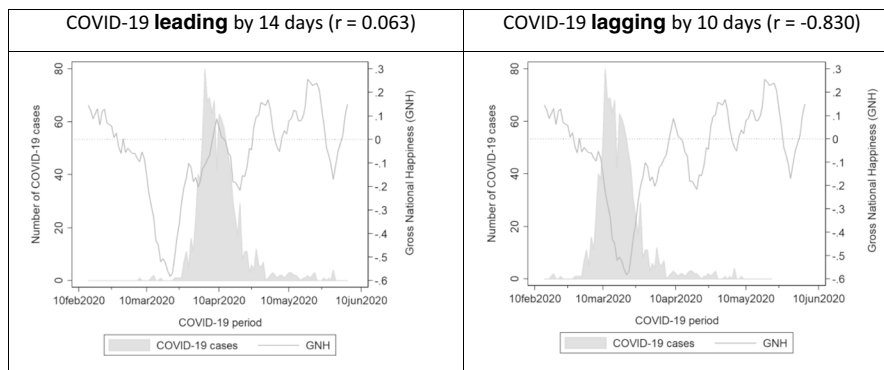 COVID-19 leading by 14 days (r = 0.063)
COVID-19 lagging by 10 days (r = -0.830)
80
60
40
20
0
Number of COVID-19 cases
.3
.2
.1
0
-.1
-.2
-.3
-.4
-.5
-.6
Gross National Happiness (GNH)
10feb2020 10mar2020 10apr2020 10may2020 10jun2020
COVID-19 period
COVID-19 cases GNH
80
60
40
20
0
Number of COVID-19 cases
.3
.2
.1
0
-.1
-.2
-.3
-.4
-.5
-.6
Gross National Happiness (GNH)
10feb2020 10mar2020 10apr2020 10may2020 10jun2020
COVID-19 period
COVID-19 cases GNH